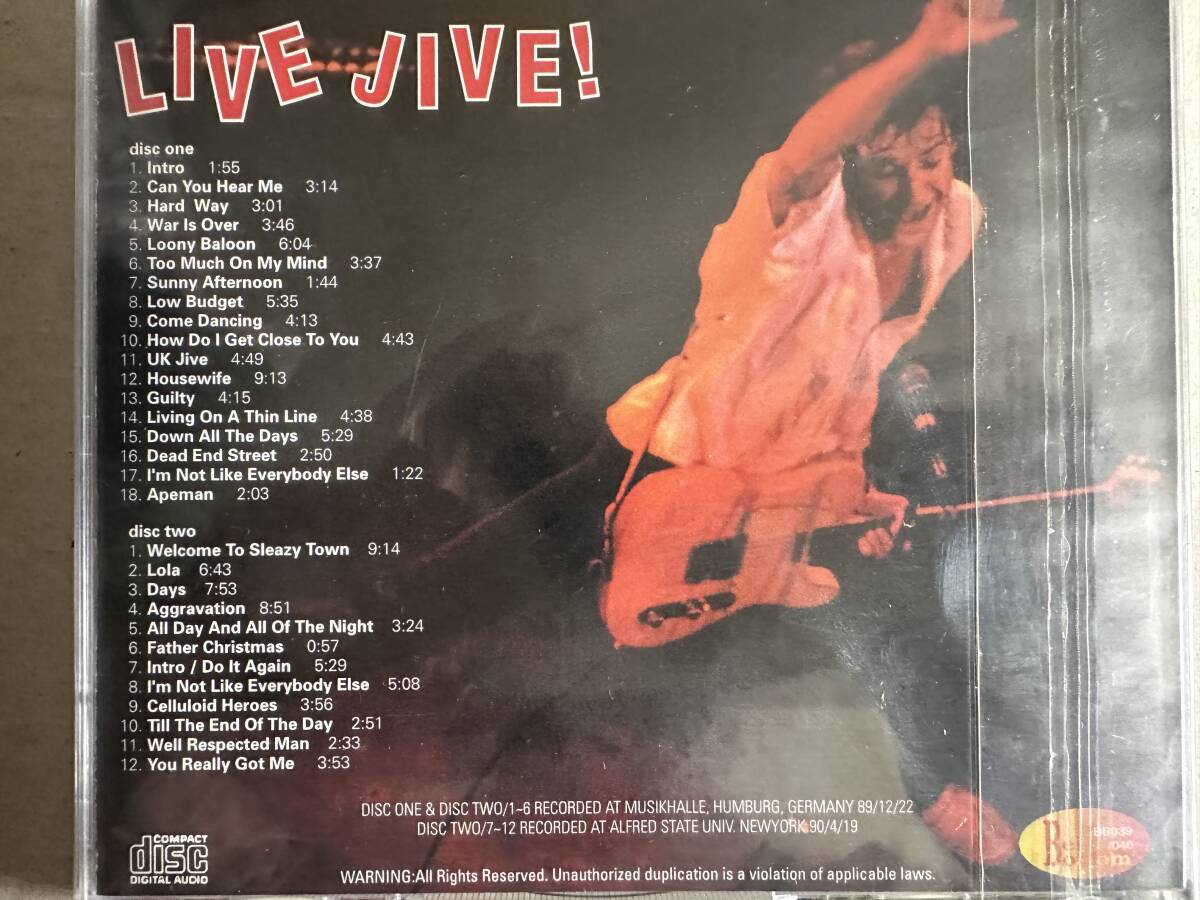 LIVE JIVE!
disc one
1. Intro 1:55
2. Can You Hear Me 3:14
3. Hard Way 3:01
4. War Is Over 3:46
5. Loony Baloon 6:04
6. Too Much On My Mind 3:37
7. Sunny Afternoon 1:44
8. Low Budget 5:35
9. Come Dancing 4:13
10. How Do I Get Close To You 4:43
11. UK Jive 4:49
12. Housewife 9:13
13. Guilty 4:15
14. Living On A Thin Line 4:38
15. Down All The Days 5:29
16. Dead End Street 2:50
17. I'm Not Like Everybody Else 1:22
18. Apeman 2:03
disc two
1. Welcome To Sleazy Town 9:14
2. Lola 6:43
3. Days 7:53
4. Aggravation 8:51
5. All Day And All Of The Night 3:24
6. Father Christmas 0:57
7. Intro / Do It Again 5:29
8. I'm Not Like Everybody Else 5:08
9. Celluloid Heroes 3:56
10. Till The End Of The Day 2:51
11. Well Respected Man 2:33
12. You Really Got Me 3:53
DISC ONE & DISC TWO/1~6 RECORDED AT MUSIKHALLE, HUMBURG, GERMANY 89/12/22
DISC TWO/7~12 RECORDED AT ALFRED STATE UNIV. NEWYORK 90/4/19
COMPACT
disc
DIGITAL AUDIO
BB039
/040
WARNING:All Rights Reserved. Unauthorized duplication is a violation of applicable laws.